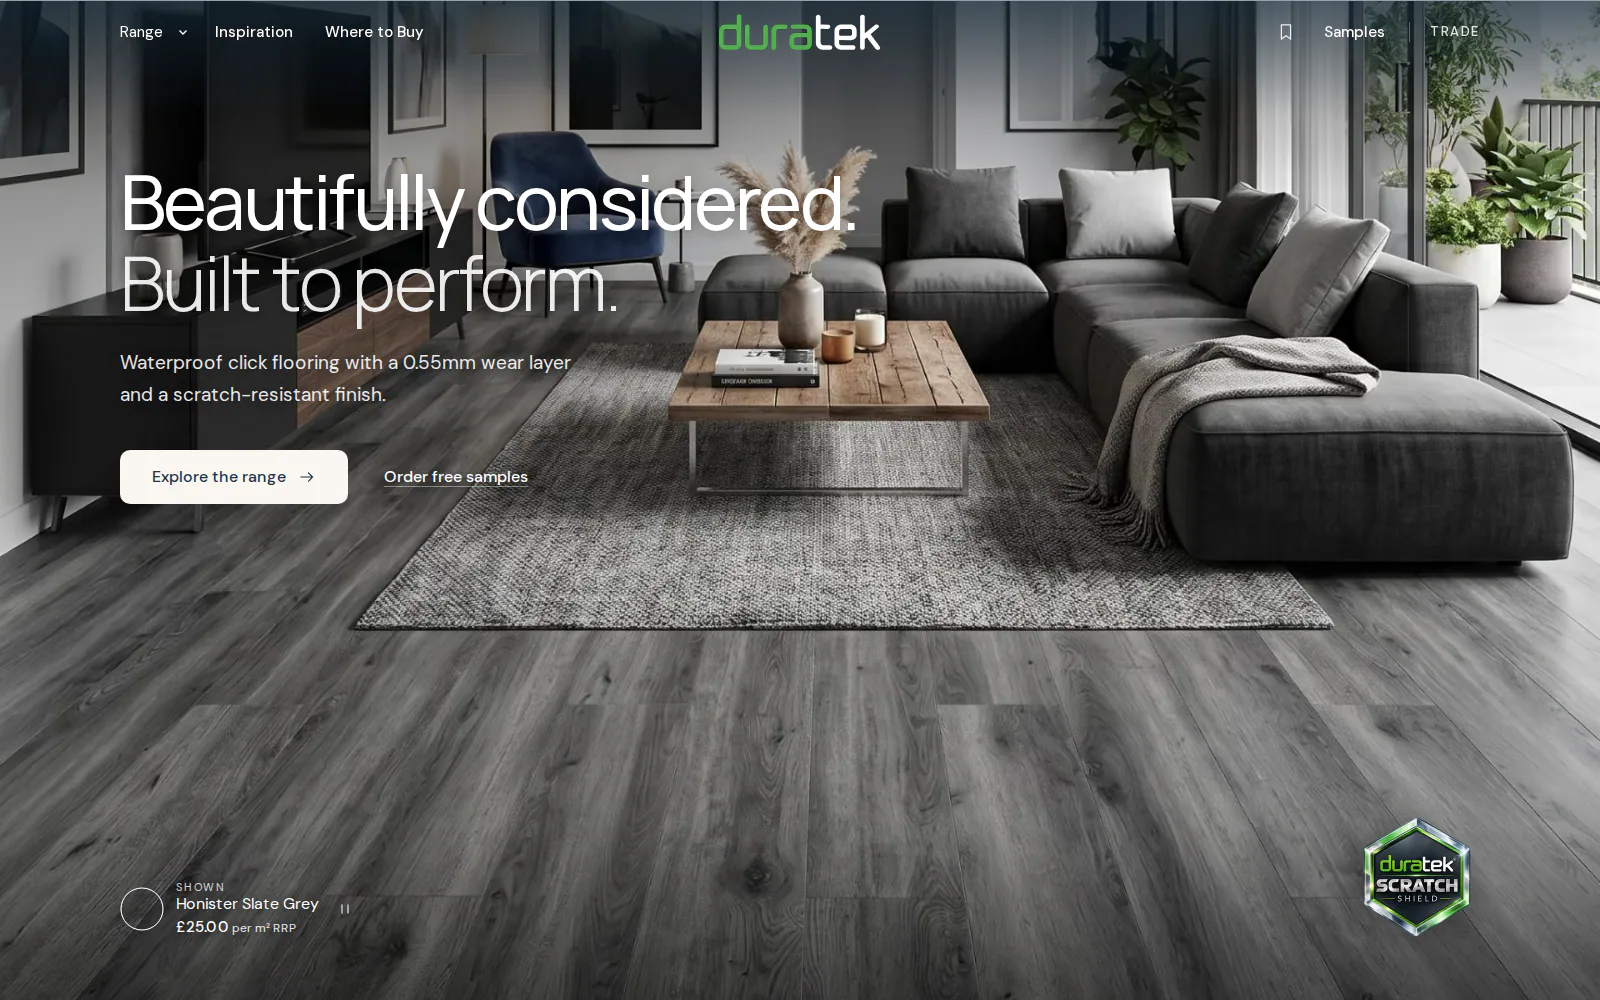 Range
Inspiration
Where to Buy
duratek
Samples
TRADE
Beautifully considered.
Built to perform.
Waterproof click flooring with a 0.55mm wear layer
and a scratch-resistant finish.
Explore the range →
Order free samples
SHOWN
Honister Slate Grey
£25.00 per m² RRP
duratek
SCRATCH
SHIELD